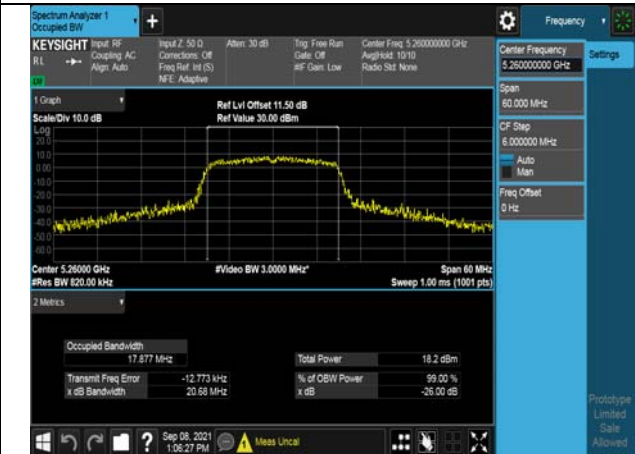 Spectrum Analyzer 1
Occupied BW
+
Frequency
KEYSIGHT
RL
Input: RF
Coupling: AC
Align: Auto
Input Z: 50 Ω
Corrections: Off
Freq Ref: Int (S)
NFE: Adaptive
Atten: 30 dB
Trig: Free Run
Gate: Off
#IF Gain: Low
Center Freq: 5.260000000 GHz
Avg|Hold: 10/10
Radio Std: None
Center Frequency
5.260000000 GHz
Settings
Span
60.000 MHz
CF Step
6.000000 MHz
Auto
Man
Freq Offset
0 Hz
1 Graph
Scale/Div 10.0 dB
Ref Lvl Offset 11.50 dB
Ref Value 30.00 dBm
Log
20.0
10.0
0.00
-10.0
-20.0
-30.0
-40.0
-50.0
-60.0
Center 5.26000 GHz
#Res BW 820.00 kHz
#Video BW 3.0000 MHz*
Span 60 MHz
Sweep 1.00 ms (1001 pts)
2 Metrics
Occupied Bandwidth
17.877 MHz
Total Power 18.2 dBm
Transmit Freq Error -12.773 kHz
% of OBW Power 99.00 %
x dB Bandwidth 20.68 MHz
x dB -26.00 dB
Prototype
Limited
Sale
Allowed
?
Sep 08, 2021
1:06:27 PM
Meas Uncal